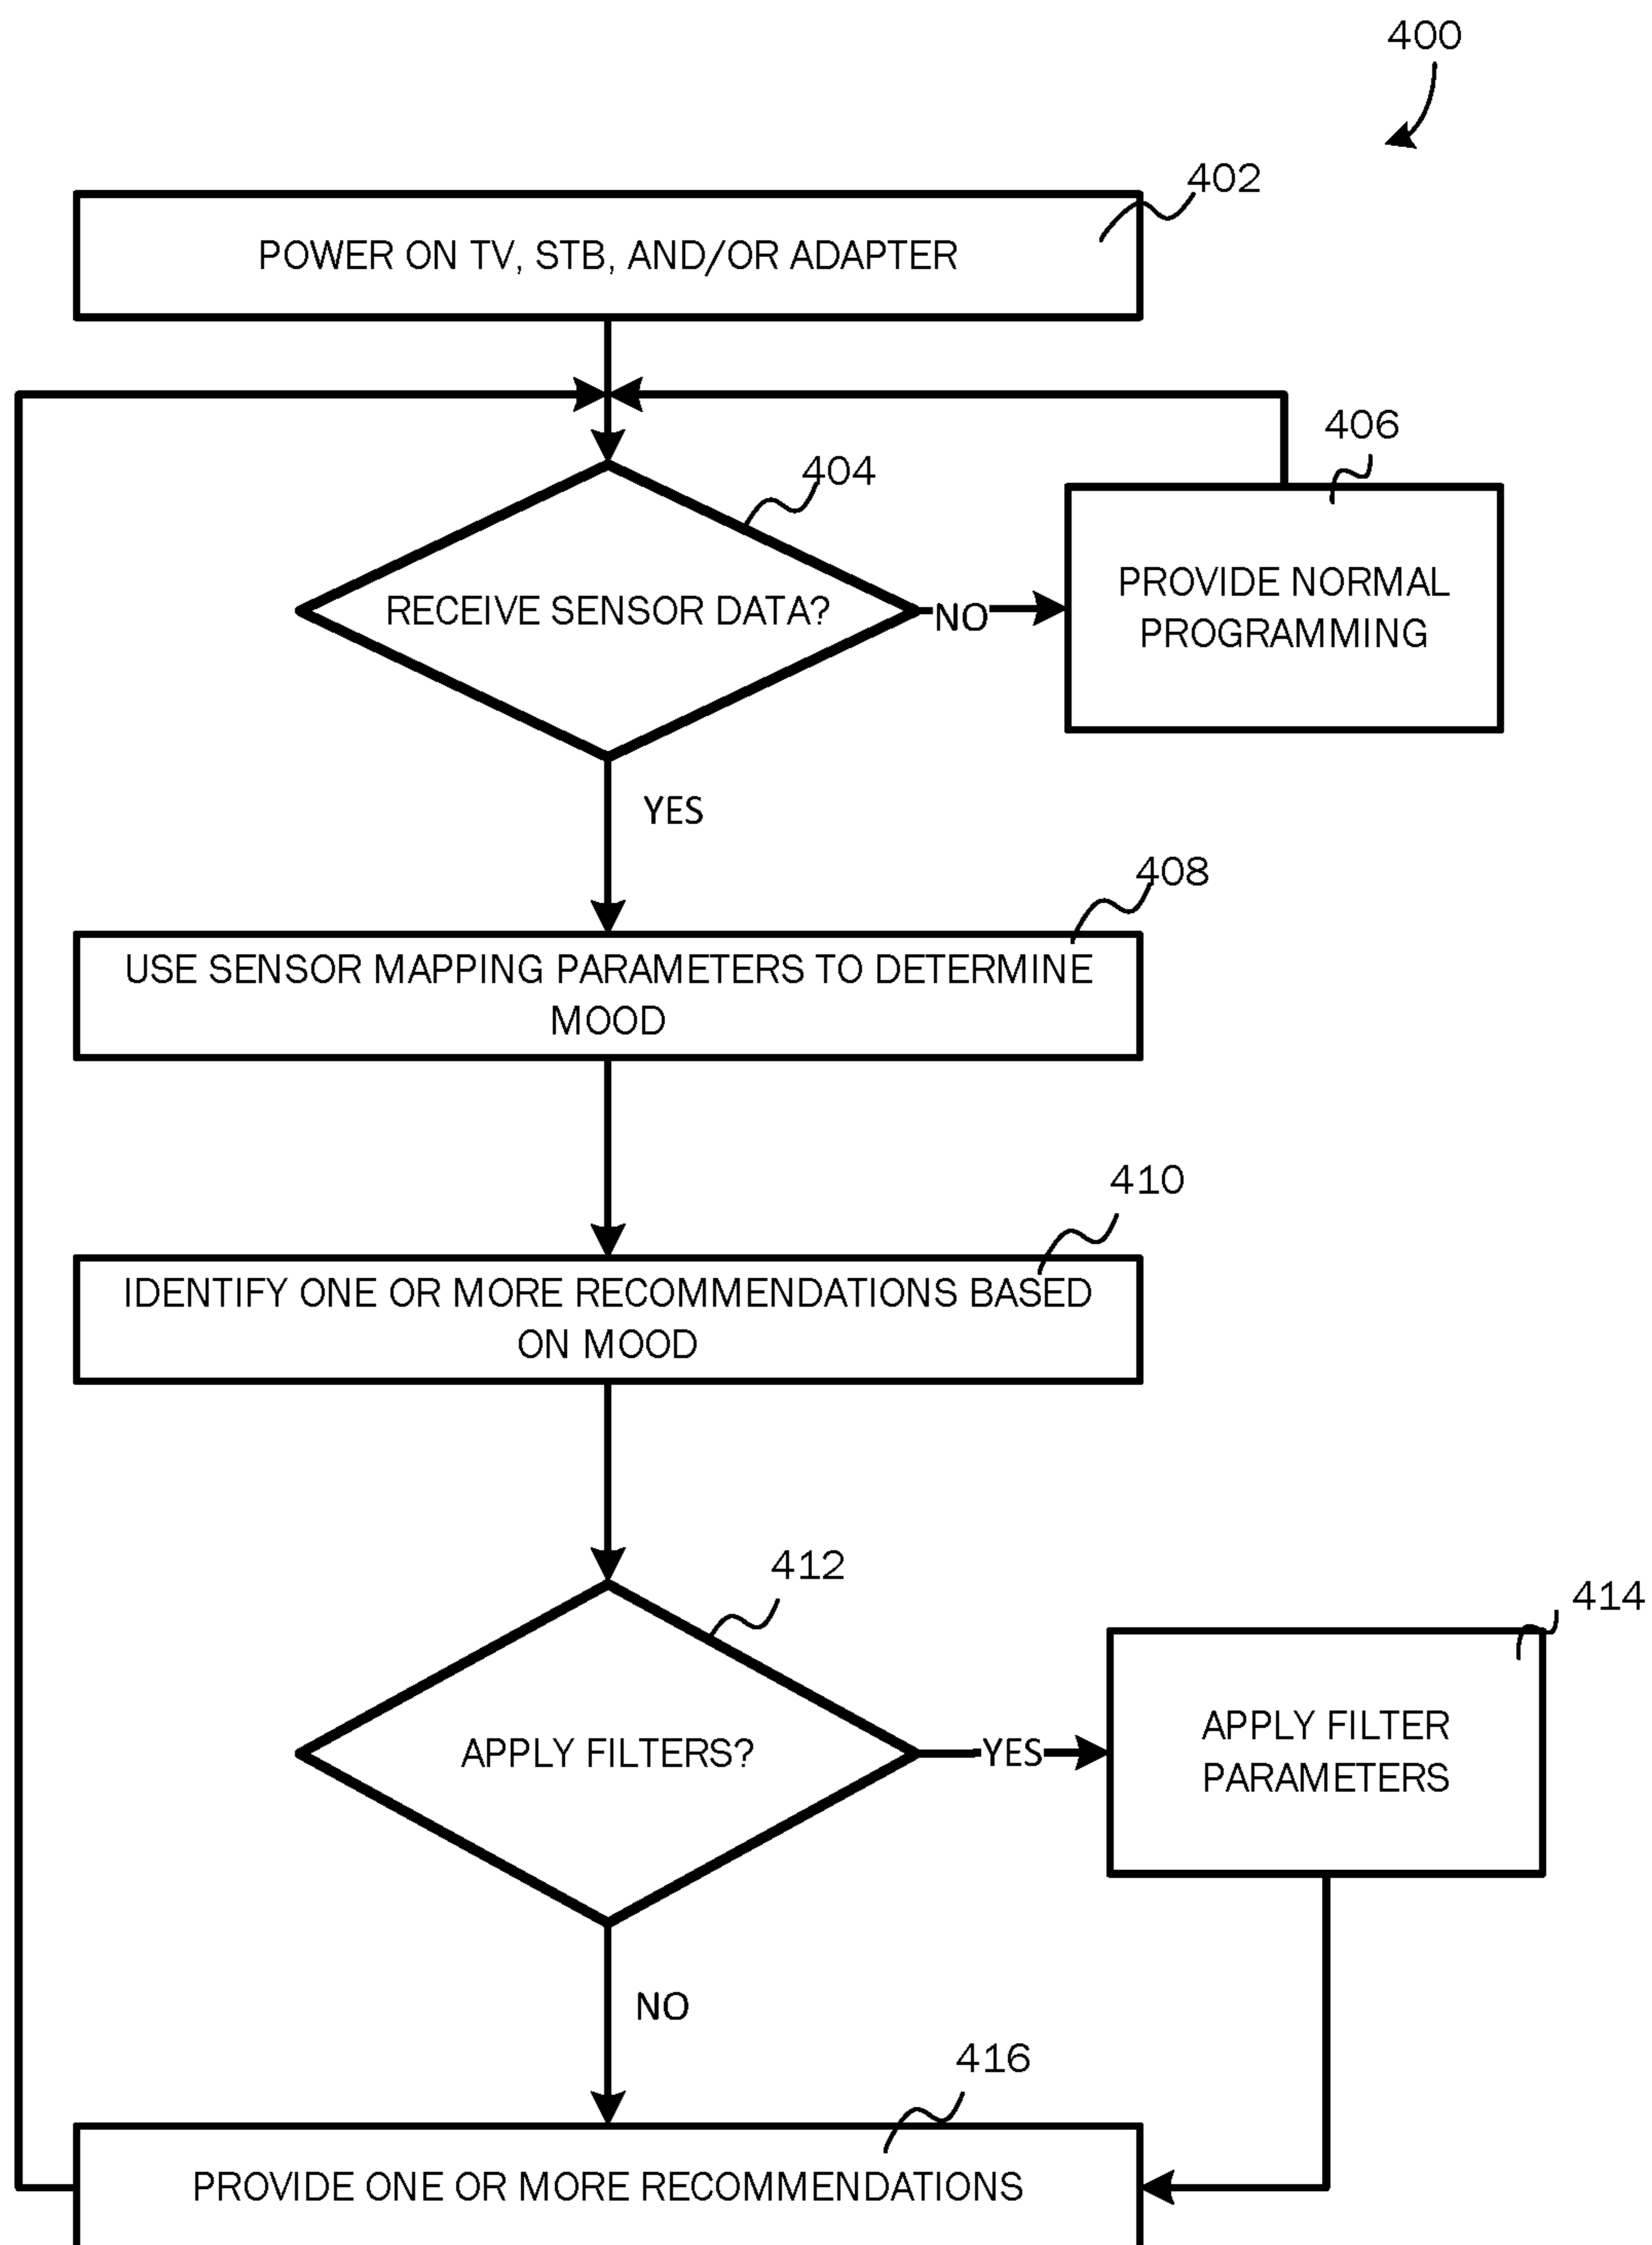 400
402
POWER ON TV, STB, AND/OR ADAPTER
404
406
RECEIVE SENSOR DATA?
NO
PROVIDE NORMAL
PROGRAMMING
YES
408
USE SENSOR MAPPING PARAMETERS TO DETERMINE
MOOD
410
IDENTIFY ONE OR MORE RECOMMENDATIONS BASED
ON MOOD
412
414
APPLY FILTERS?
YES
APPLY FILTER
PARAMETERS
NO
416
PROVIDE ONE OR MORE RECOMMENDATIONS